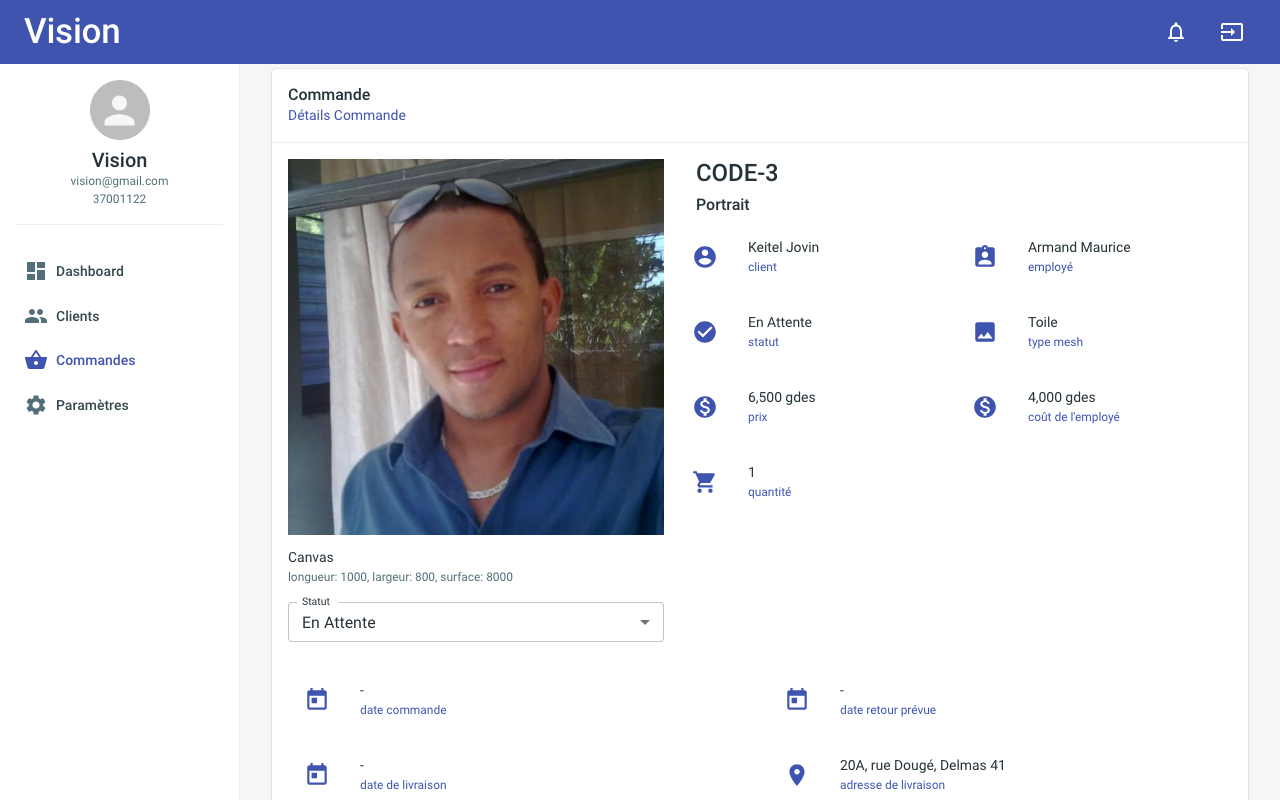 Vision
Vision
vision@gmail.com
37001122
Dashboard
Clients
Commandes
Paramètres
Commande
Détails Commande
CODE-3
Portrait
Keitel Jovin
client
Armand Maurice
employé
En Attente
statut
Toile
type mesh
6,500 gdes
prix
4,000 gdes
coût de l'employé
1
quantité
Canvas
longueur: 1000, largeur: 800, surface: 8000
Statut
En Attente
-
date commande
-
date retour prévue
-
date de livraison
20A, rue Dougé, Delmas 41
adresse de livraison